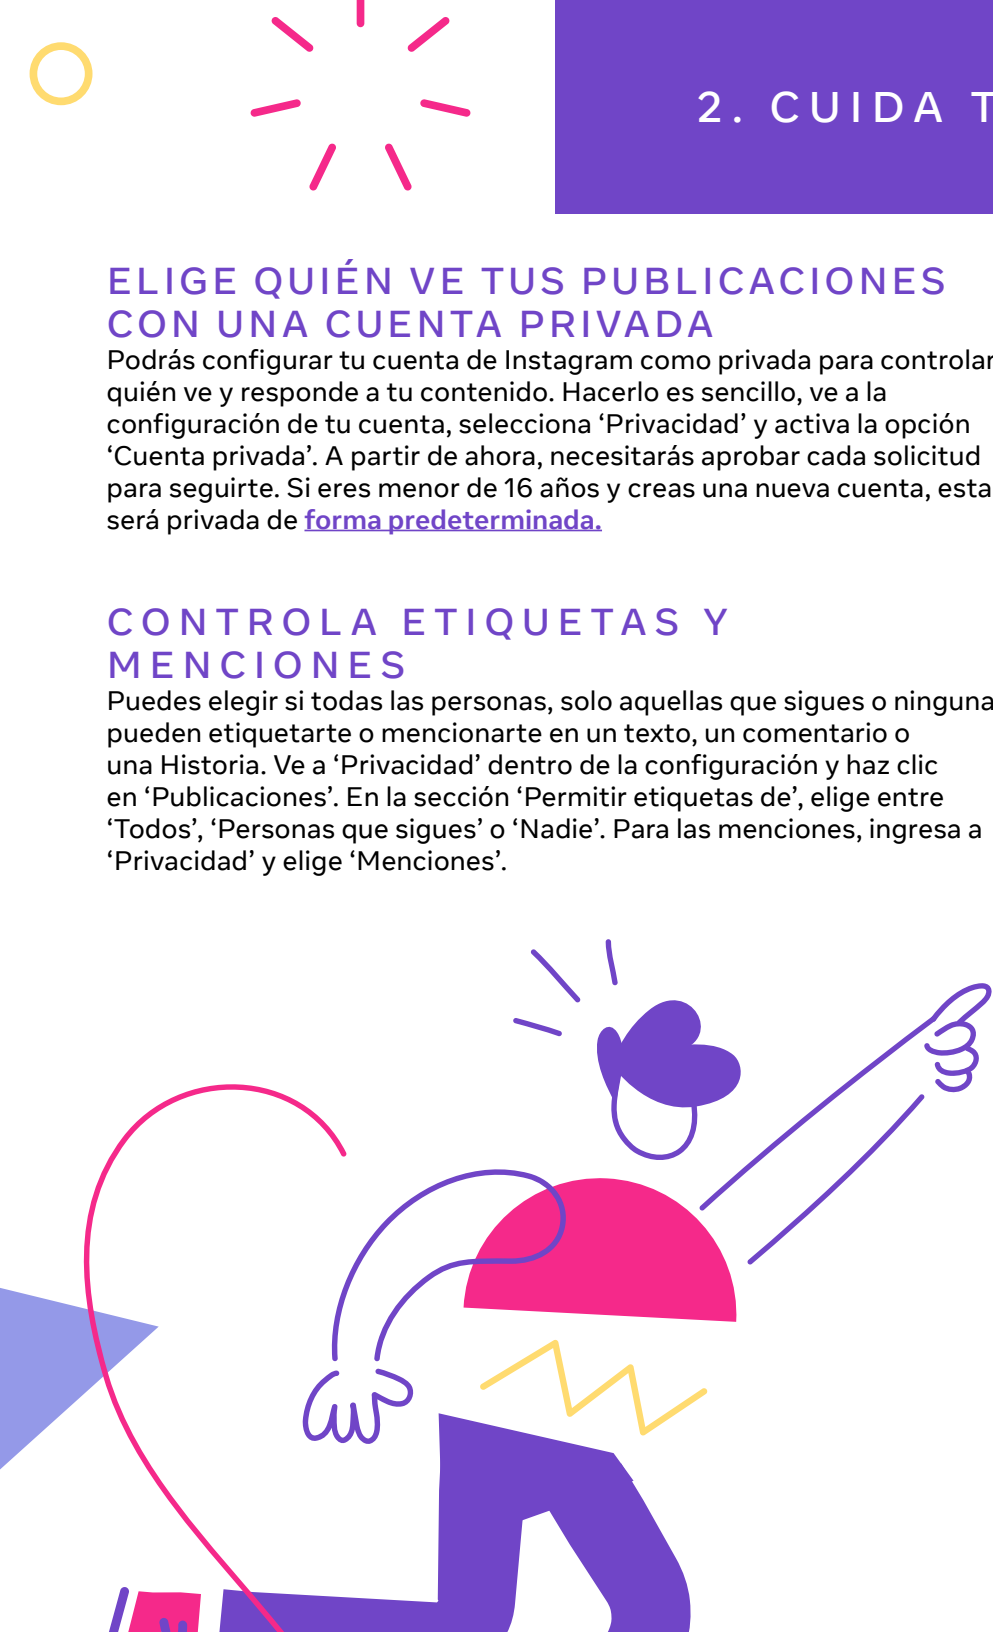 2. CUIDA T
ELIGE QUIÉN VE TUS PUBLICACIONES
CON UNA CUENTA PRIVADA
Podrás configurar tu cuenta de Instagram como privada para controlar
quién ve y responde a tu contenido. Hacerlo es sencillo, ve a la
configuración de tu cuenta, selecciona ‘Privacidad’ y activa la opción
‘Cuenta privada’. A partir de ahora, necesitarás aprobar cada solicitud
para seguirte. Si eres menor de 16 años y creas una nueva cuenta, esta
será privada de forma predeterminada.
CONTROLA ETIQUETAS Y
MENCIONES
Puedes elegir si todas las personas, solo aquellas que sigues o ninguna
pueden etiquetarte o mencionarte en un texto, un comentario o
una Historia. Ve a ‘Privacidad’ dentro de la configuración y haz clic
en ‘Publicaciones’. En la sección ‘Permitir etiquetas de’, elige entre
‘Todos’, ‘Personas que sigues’ o ‘Nadie’. Para las menciones, ingresa a
‘Privacidad’ y elige ‘Menciones’.